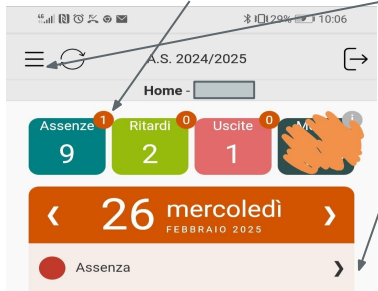 46 29% 10:06
A.S. 2024/2025
Home -
Assenze 1 Ritardi 0 Uscite 0
9 2 1
26 mercoledì
FEBBRAIO 2025
Assenza